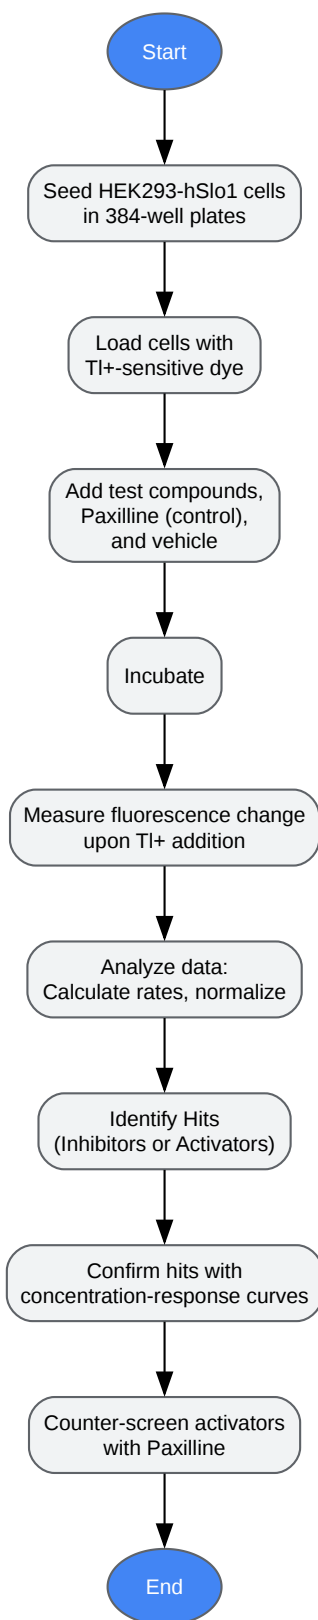 Start
Seed HEK293-hSlo1 cells
in 384-well plates
Load cells with
Tl+-sensitive dye
Add test compounds,
Paxilline (control),
and vehicle
Incubate
Measure fluorescence change
upon Tl+ addition
Analyze data:
Calculate rates, normalize
Identify Hits
(Inhibitors or Activators)
Confirm hits with
concentration-response curves
Counter-screen activators
with Paxilline
End